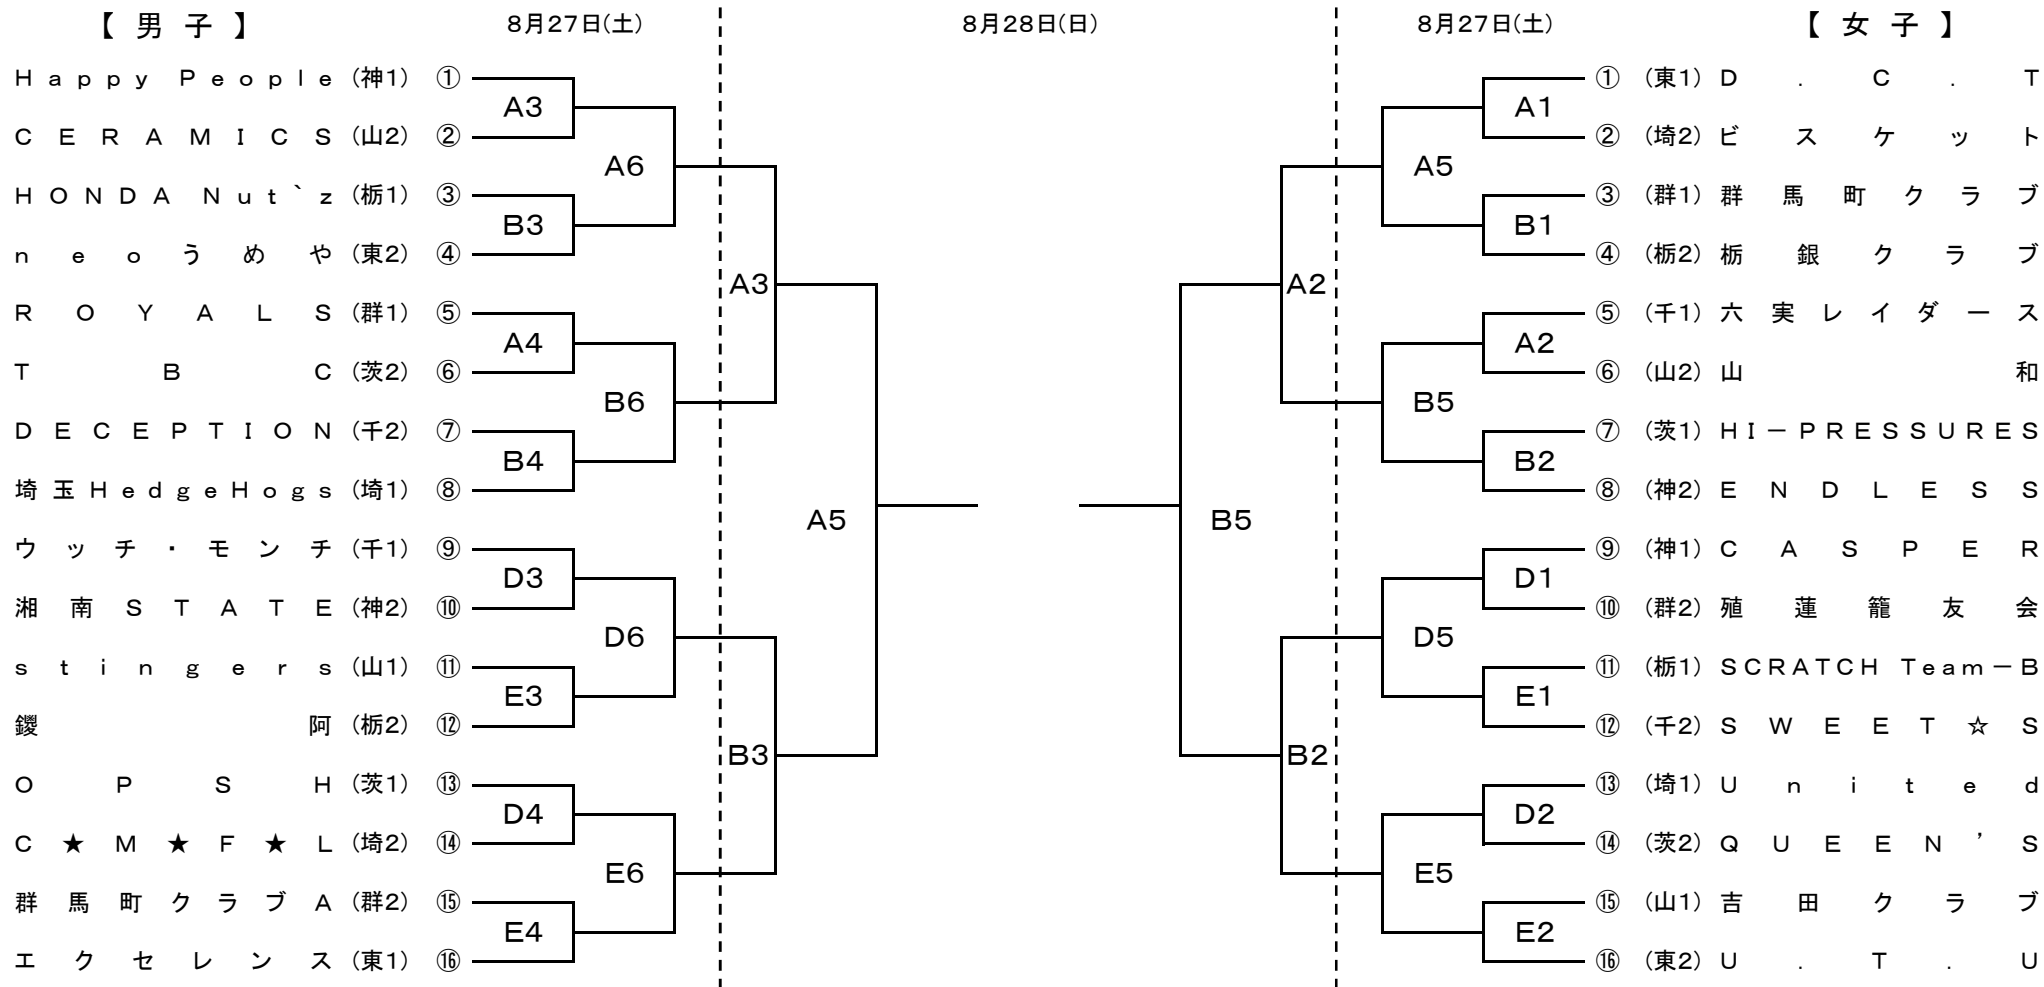 【 男 子 】 8月27日(土) 8月28日(日) 8月27日(土) 【 女 子 】
Happy People (神1) ① ① (東1) D.C.T
A3 A1
CERAMICS (山2) ② ② (埼2) ビスケット
A6 A5
HONDA Nut`z (栃1) ③ ③ (群1) 群馬町クラブ
B3 B1
neoうめや (東2) ④ ④ (栃2) 栃銀クラブ
A3 A2
ROYALS (群1) ⑤ ⑤ (千1) 六実レイダース
A4 A2
TBC (茨2) ⑥ ⑥ (山2) 山和
B6 B5
DECEPTION (千2) ⑦ ⑦ (茨1) HI－PRESSURES
B4 B2
埼玉HedgeHogs (埼1) ⑧ ⑧ (神2) ENDLESS
A5 B5
ウッチ・モンチ (千1) ⑨ ⑨ (神1) CASPER
D3 D1
湘南STATE (神2) ⑩ ⑩ (群2) 殖蓮籠友会
D6 D5
stingers (山1) ⑪ ⑪ (栃1) SCRATCH Team－B
E3 E1
鑁阿 (栃2) ⑫ ⑫ (千2) SWEET☆S
B3 B2
OPSH (茨1) ⑬ ⑬ (埼1) United
D4 D2
C★M★F★L (埼2) ⑭ ⑭ (茨2) QUEEN’S
E6 E5
群馬町クラブA (群2) ⑮ ⑮ (山1) 吉田クラブ
E4 E2
エクセレンス (東1) ⑯ ⑯ (東2) U.T.U